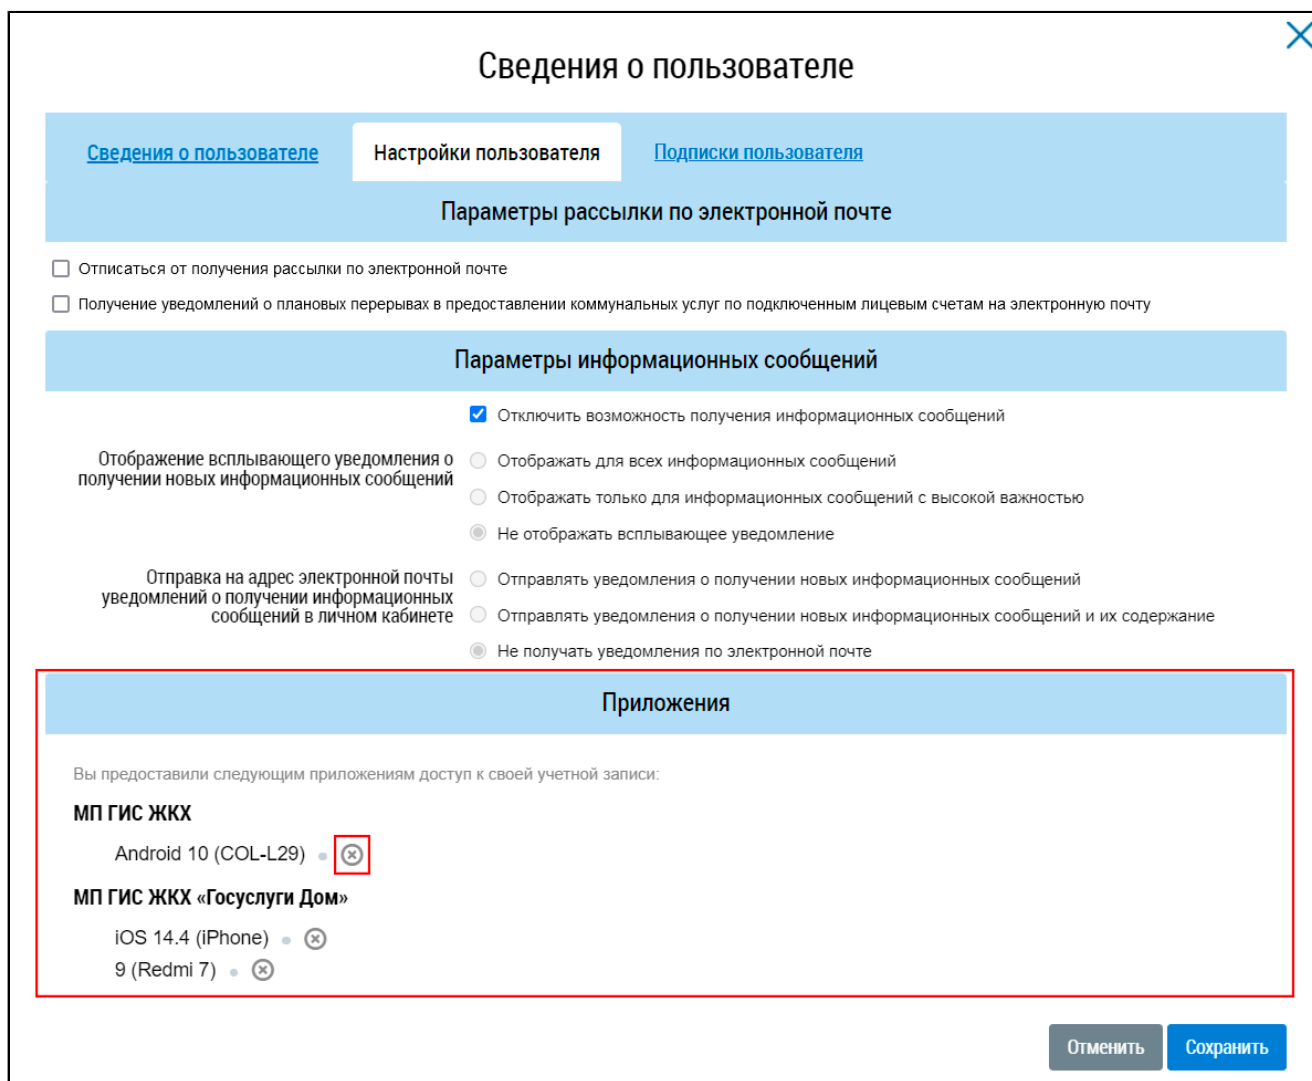 Сведения о пользователе
Сведения о пользователе
Настройки пользователя
Подписки пользователя
Параметры рассылки по электронной почте
Отписаться от получения рассылки по электронной почте
Получение уведомлений о плановых перерывах в предоставлении коммунальных услуг по подключенным лицевым счетам на электронную почту
Параметры информационных сообщений
Отключить возможность получения информационных сообщений
Отображение всплывающего уведомления о
получении новых информационных сообщений
Отображать для всех информационных сообщений
Отображать только для информационных сообщений с высокой важностью
Не отображать всплывающее уведомление
Отправка на адрес электронной почты
уведомлений о получении информационных
сообщений в личном кабинете
Отправлять уведомления о получении новых информационных сообщений
Отправлять уведомления о получении новых информационных сообщений и их содержание
Не получать уведомления по электронной почте
Приложения
Вы предоставили следующим приложениям доступ к своей учетной записи:
МП ГИС ЖКХ
Android 10 (COL-L29)
МП ГИС ЖКХ «Госуслуги Дом»
iOS 14.4 (iPhone)
9 (Redmi 7)
Отменить
Сохранить